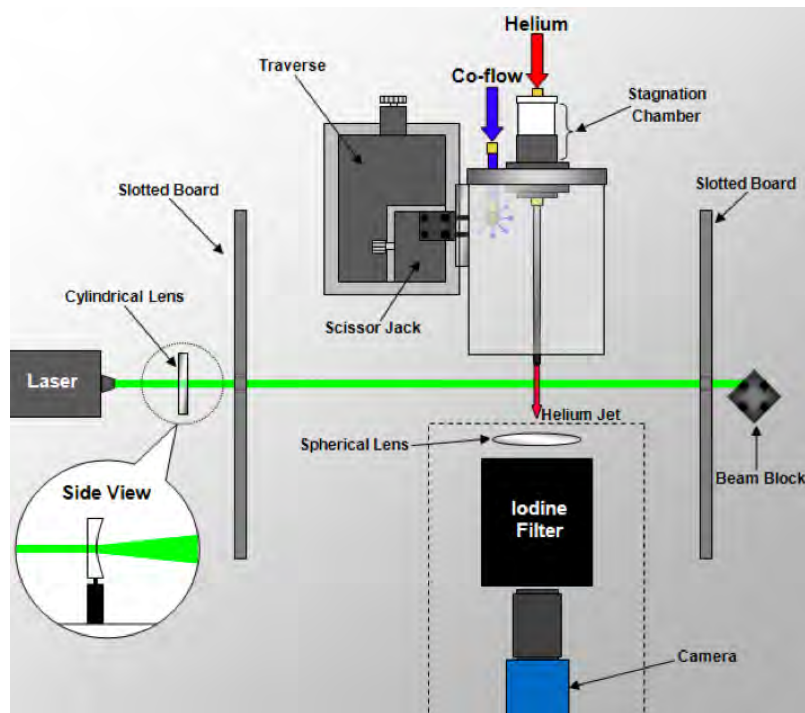 Helium
Co-flow
Traverse
Stagnation
Chamber
Slotted Board
Slotted Board
Cylindrical Lens
Scissor Jack
Laser
Helium Jet
Spherical Lens
Beam Block
Side View
Iodine
Filter
Camera